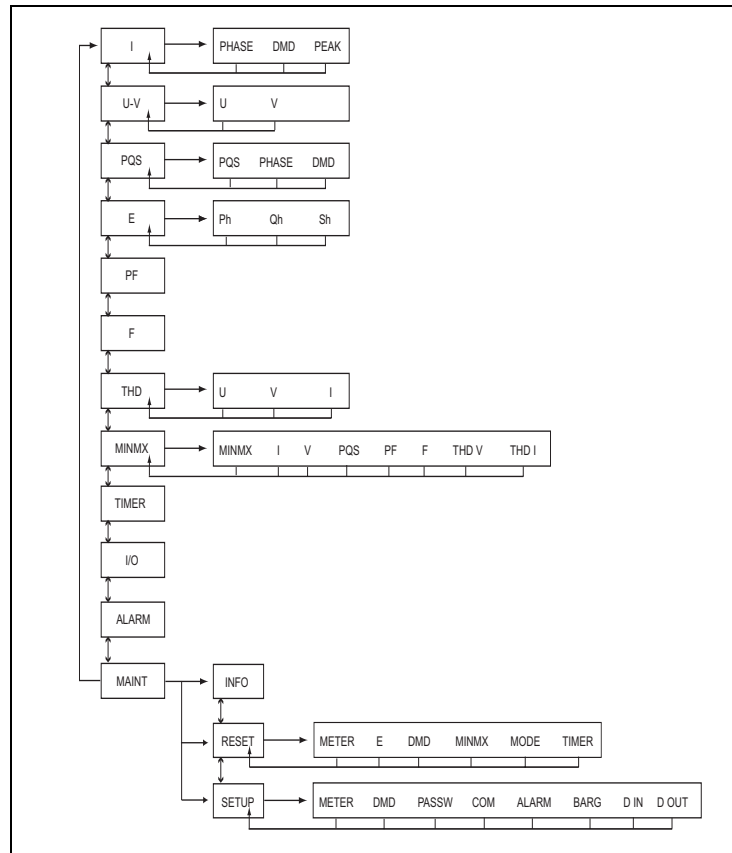 I
PHASE DMD PEAK
U-V
U V
PQS
PQS PHASE DMD
E
Ph Qh Sh
PF
F
THD
U V I
MINMX
MINMX I V PQS PF F THD V THD I
TIMER
I/O
ALARM
MAINT
INFO
RESET
METER E DMD MINMX MODE TIMER
SETUP
METER DMD PASSW COM ALARM BARG D IN D OUT